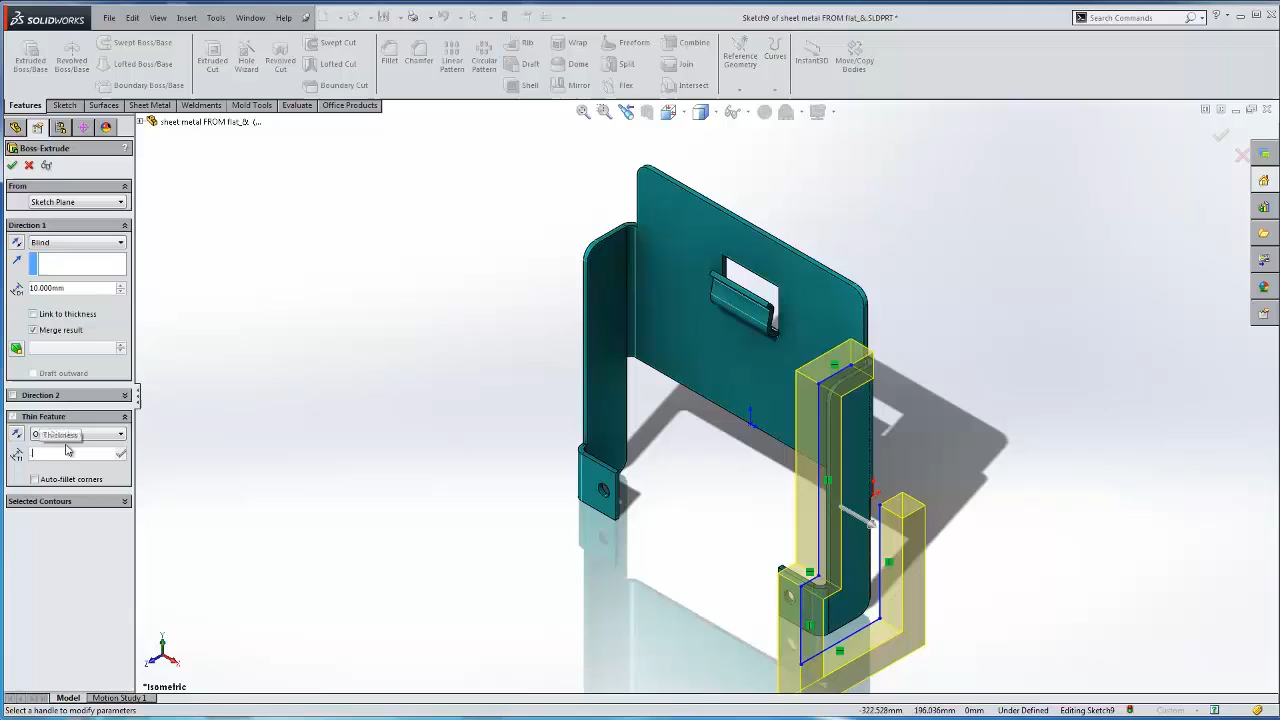 SOLIDWORKS File Edit View Insert Tools Window Help Sketch9 of sheet metal FROM flat_&.SLDPRT * Search Commands
Extruded Boss/Base Revolved Boss/Base Swept Boss/Base Lofted Boss/Base Boundary Boss/Base Extruded Cut Hole Wizard Revolved Cut Swept Cut Lofted Cut Boundary Cut Fillet Chamfer Linear Pattern Circular Pattern Rib Draft Shell Wrap Dome Mirror Freeform Split Flex Combine Join Intersect Reference Geometry Curves Instant3D Move/Copy Bodies
Features Sketch Surfaces Sheet Metal Weldments Mold Tools Evaluate Office Products
sheet metal FROM flat_& (...
Boss-Extrude ?
From
Sketch Plane
Direction 1
Blind
10.000mm
Link to thickness
Merge result
Draft outward
Direction 2
Thin Feature
O Thickness
Auto-fillet corners
Selected Contours
Y
Z X
*Isometric
Model Motion Study 1
Select a handle to modify parameters -322.528mm 196.036mm 0mm Under Defined Editing Sketch9 Custom